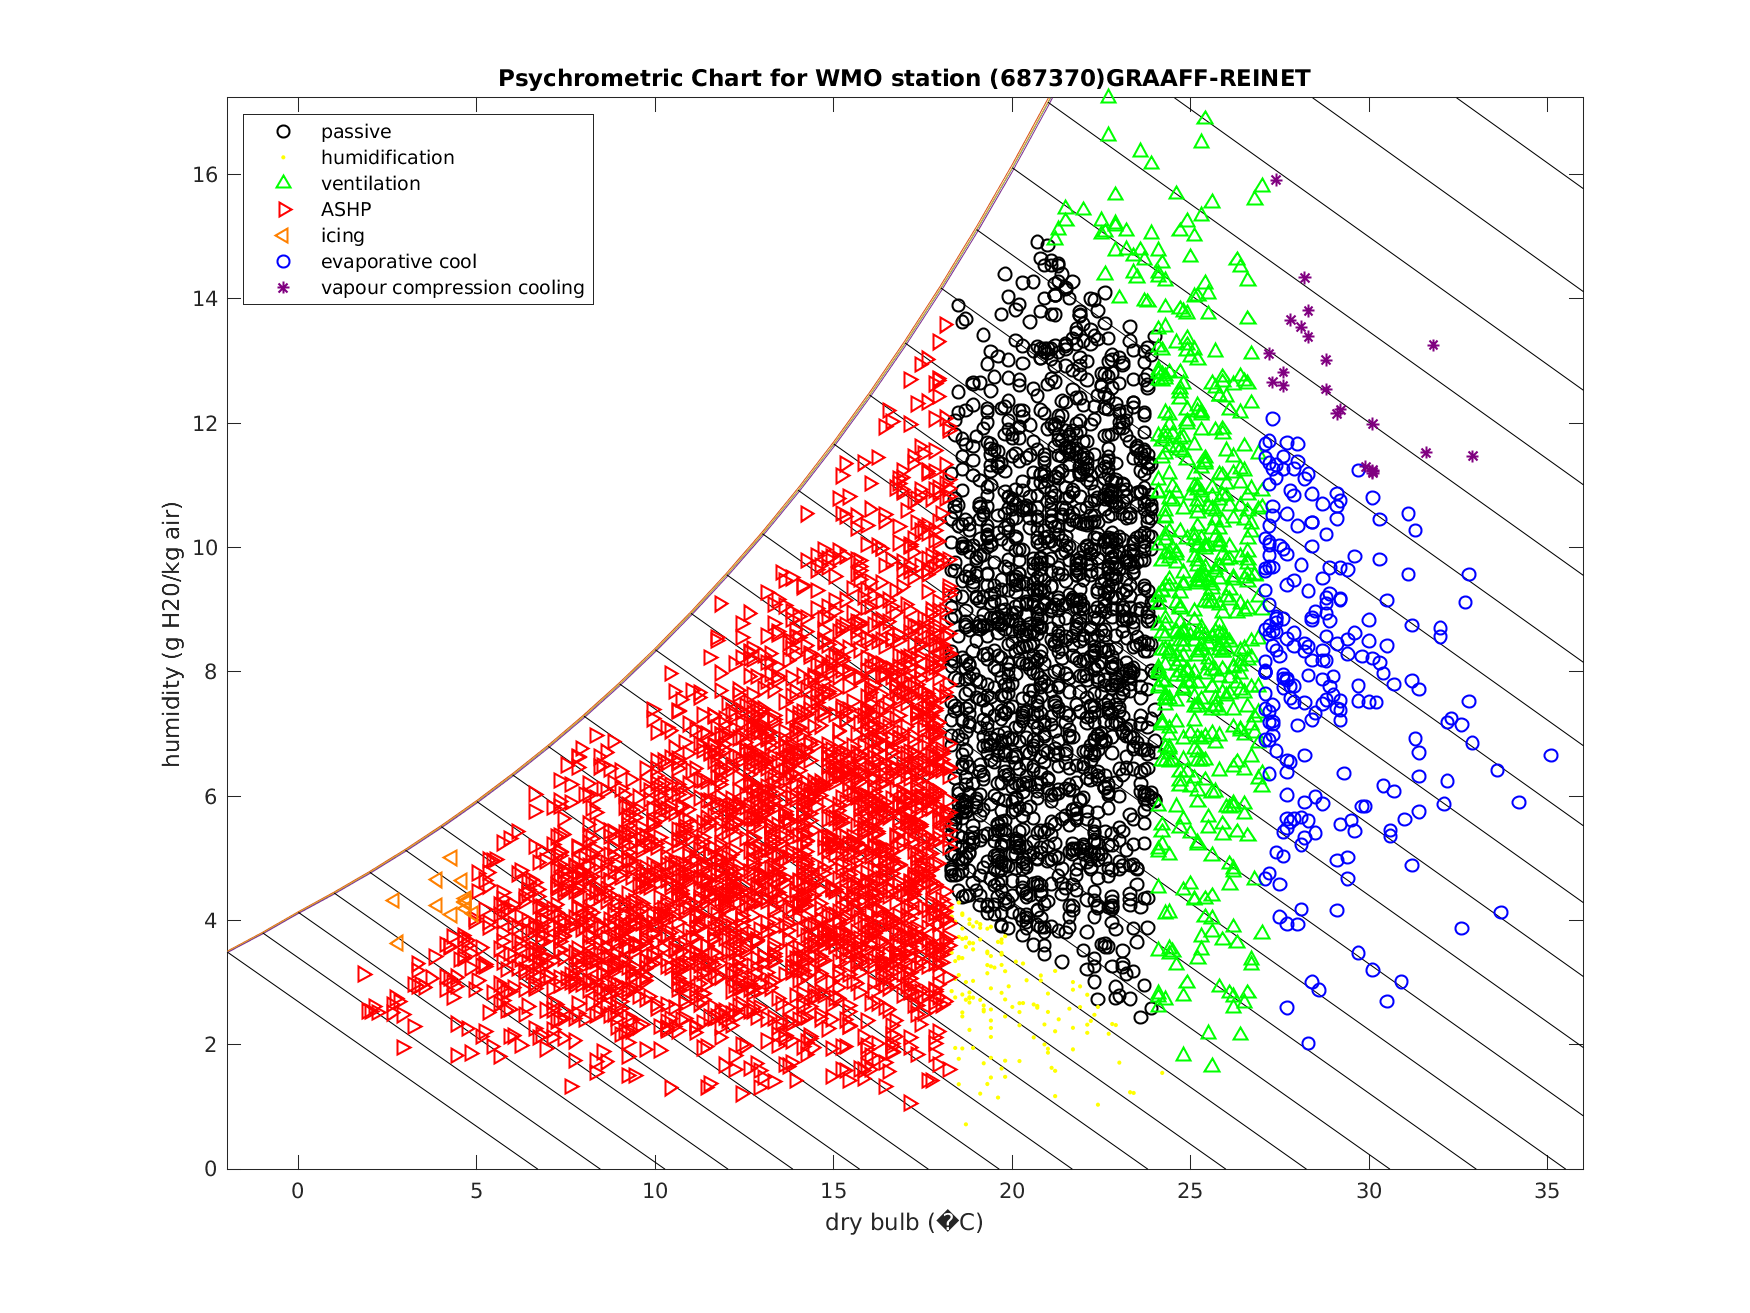 Psychrometric Chart for WMO station (687370)GRAAFF-REINET
passive
humidification
ventilation
ASHP
icing
evaporative cool
vapour compression cooling
humidity (g H20/kg air)
16
14
12
10
8
6
4
2
0
0 5 10 15 20 25 30 35
dry bulb (�C)